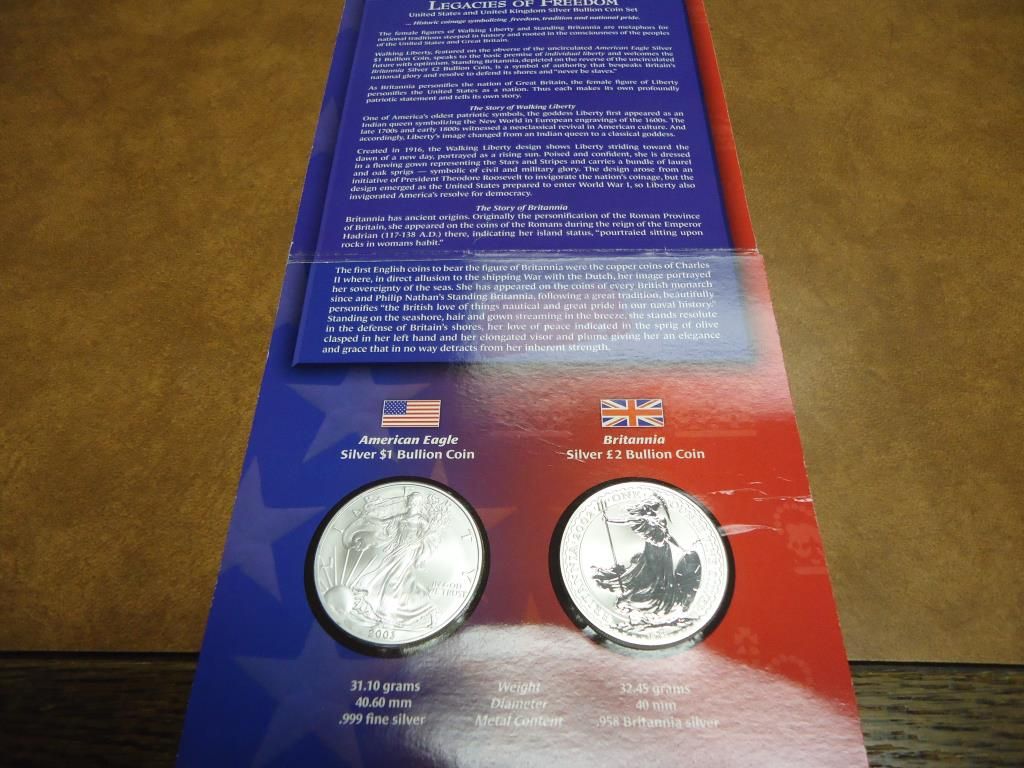 LEGACIES OF FREEDOM
United States and United Kingdom Silver Bullion Coin Set
... Historic coinage symbolizing freedom, tradition and national pride.
The female figures of Walking Liberty and Standing Britannia are metaphors for
national traditions steeped in history and rooted in the consciousness of the peoples
of the United States and Great Britain.
Walking Liberty, featured on the obverse of the uncirculated American Eagle Silver
$1 Bullion Coin, speaks to the basic premise of individual liberty and welcomes the
future with optimism. Standing Britannia, depicted on the reverse of the uncirculated
Britannia Silver £2 Bullion Coin, is a symbol of authority that bespeaks Britain's
national glory and resolve to defend its shores and "never be slaves."
As Britannia personifies the nation of Great Britain, the female figure of Liberty
personifies the United States as a nation. Thus each makes its own profoundly
patriotic statement and tells its own story.
The Story of Walking Liberty
One of America's oldest patriotic symbols, the goddess Liberty first appeared as an
Indian queen symbolizing the New World in European engravings of the 1600s. The
late 1700s and early 1800s witnessed a neoclassical revival in American culture. And
accordingly, Liberty's image changed from an Indian queen to a classical goddess.
Created in 1916, the Walking Liberty design shows Liberty striding toward the
dawn of a new day, portrayed as a rising sun. Poised and confident, she is dressed
in a flowing gown representing the Stars and Stripes and carries a bundle of laurel
and oak sprigs — symbolic of civil and military glory. The design arose from an
initiative of President Theodore Roosevelt to invigorate the nation's coinage, but the
design emerged as the United States prepared to enter World War I, so Liberty also
invigorated America's resolve for democracy.
The Story of Britannia
Britannia has ancient origins. Originally the personification of the Roman Province
of Britain, she appeared on the coins of the Romans during the reign of the Emperor
Hadrian (117-138 A.D.) there, indicating her island status, "pourtraied sitting upon
rocks in womans habit."
The first English coins to bear the figure of Britannia were the copper coins of Charles
II where, in direct allusion to the shipping War with the Dutch, her image portrayed
her sovereignty of the seas. She has appeared on the coins of every British monarch
since and Philip Nathan's Standing Britannia, following a great tradition, beautifully
personifies "the British love of things nautical and great pride in our naval history."
Standing on the seashore, hair and gown streaming in the breeze, she stands resolute
in the defense of Britain's shores, her love of peace indicated in the sprig of olive
clasped in her left hand and her elongated visor and plume giving her an elegance
and grace that in no way detracts from her inherent strength.
American Eagle
Silver $1 Bullion Coin
Britannia
Silver £2 Bullion Coin
IN GOD
WE TRUST
2003
BRITANNIA ONE
31.10 grams Weight 32.45 grams
40.60 mm Diameter 40 mm
.999 fine silver Metal Content .958 Britannia silver